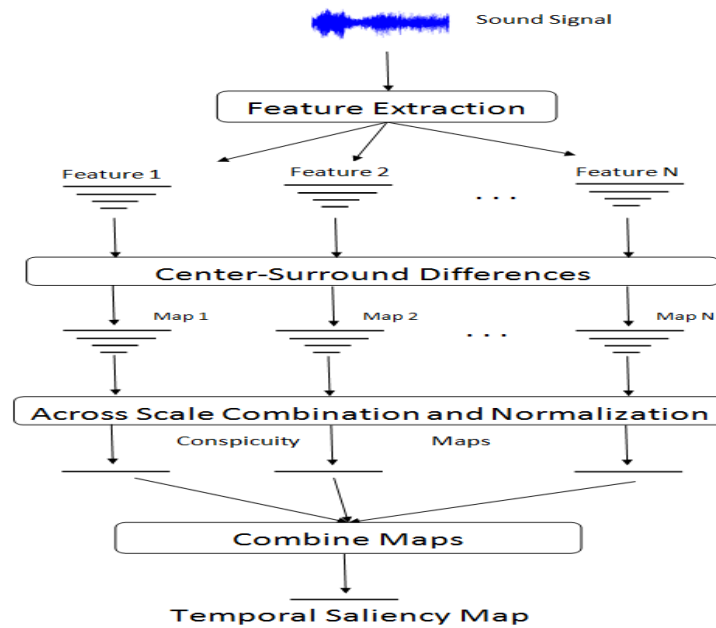 Sound Signal
Feature Extraction
Feature 1
Feature 2
. . .
Feature N
Center-Surround Differences
Map 1
Map 2
. . .
Map N
Across Scale Combination and Normalization
Conspicuity Maps
Combine Maps
Temporal Saliency Map